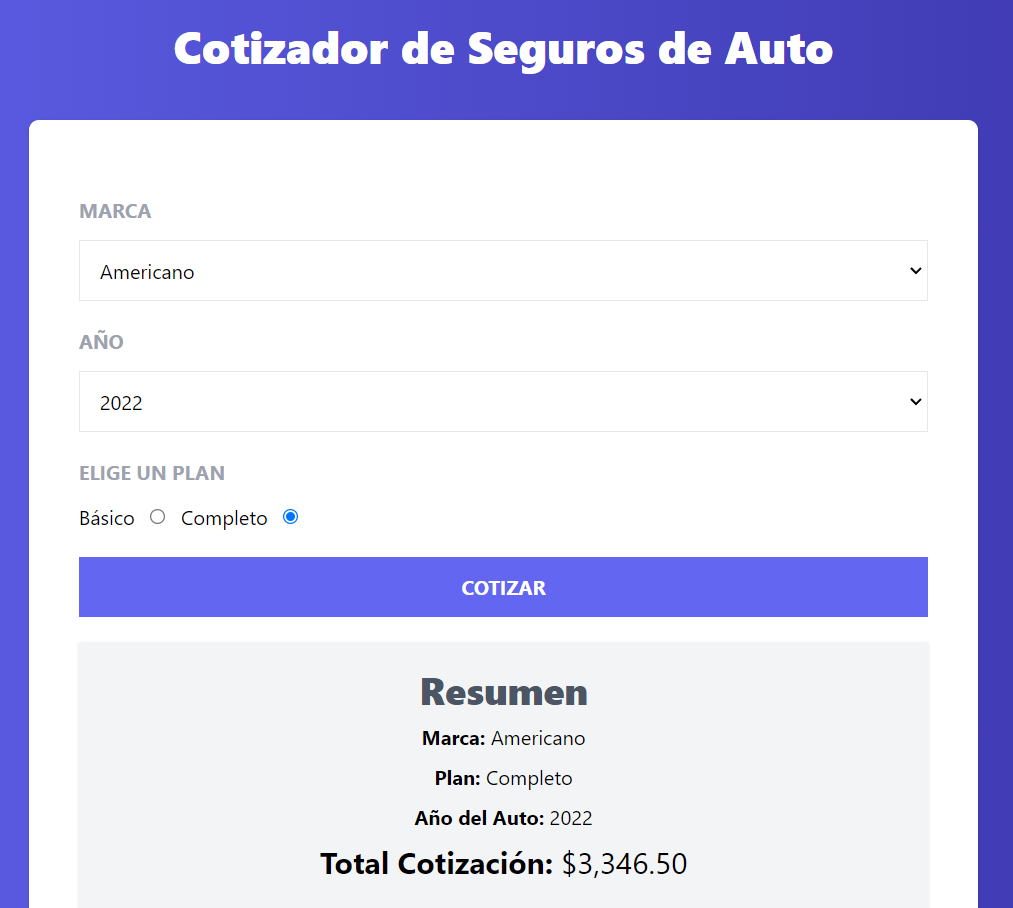 Cotizador de Seguros de Auto
MARCA
Americano
AÑO
2022
ELIGE UN PLAN
Básico Completo
COTIZAR
Resumen
Marca: Americano
Plan: Completo
Año del Auto: 2022
Total Cotización: $3,346.50